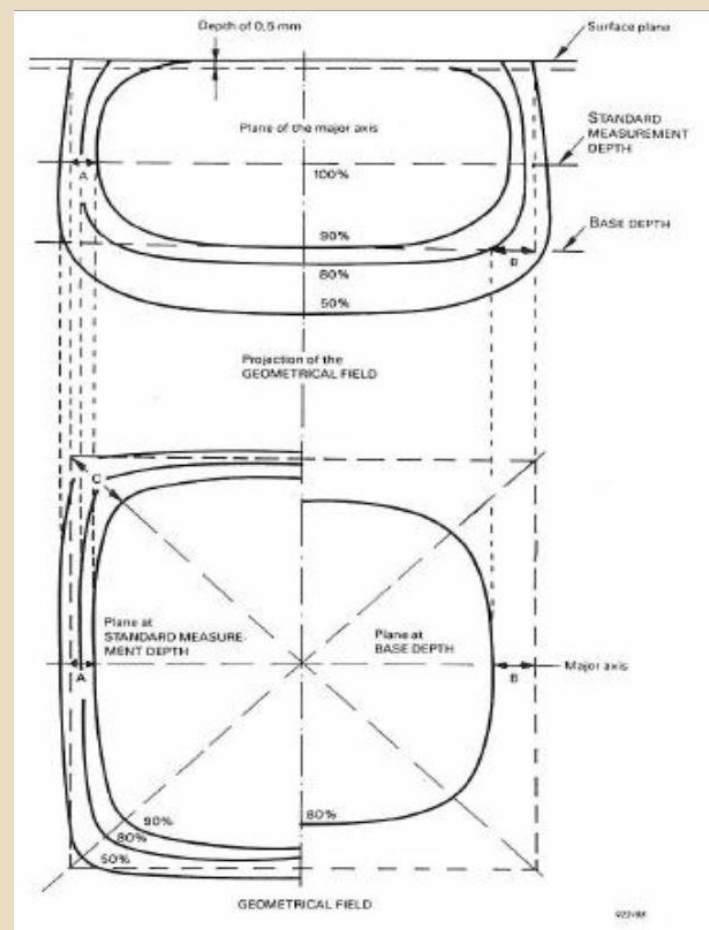 Depth of 0.5 mm
Surface plane
Plane of the major axis
STANDARD
MEASUREMENT
DEPTH
A
100%
90%
BASE DEPTH
B
80%
50%
Projection of the
GEOMETRICAL FIELD
C
Plane at
STANDARD MEASURE-
MENT DEPTH
Plane at
BASE DEPTH
A
B
Major axis
90%
80%
80%
50%
GEOMETRICAL FIELD